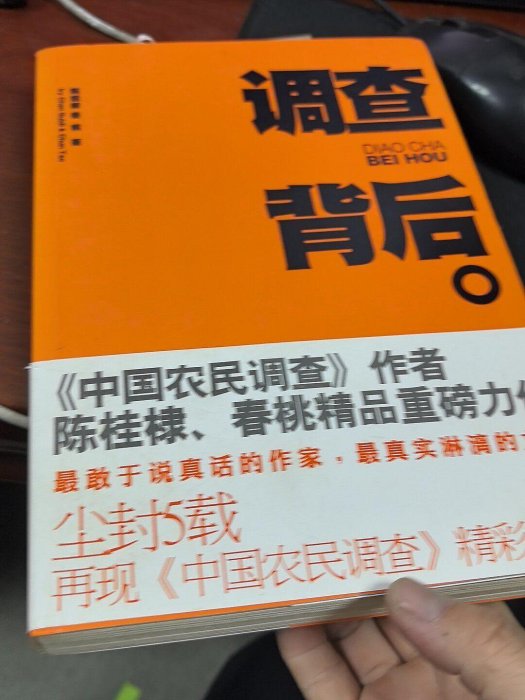 调查
DIAO CHA
BEI HOU
背后。
《中国农民调查》作者
陈桂棣、春桃精品重磅力
最敢于说真话的作家，最真实淋漓的
尘封5载
再现《中国农民调查》精彩